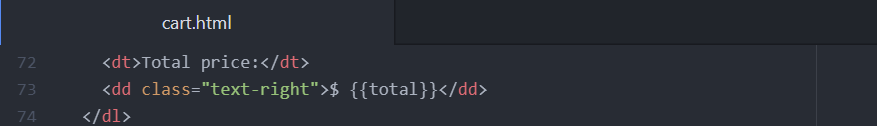 cart.html
72 <dt>Total price:</dt>
73 <dd class="text-right">$ {{total}}</dd>
74 </dl>